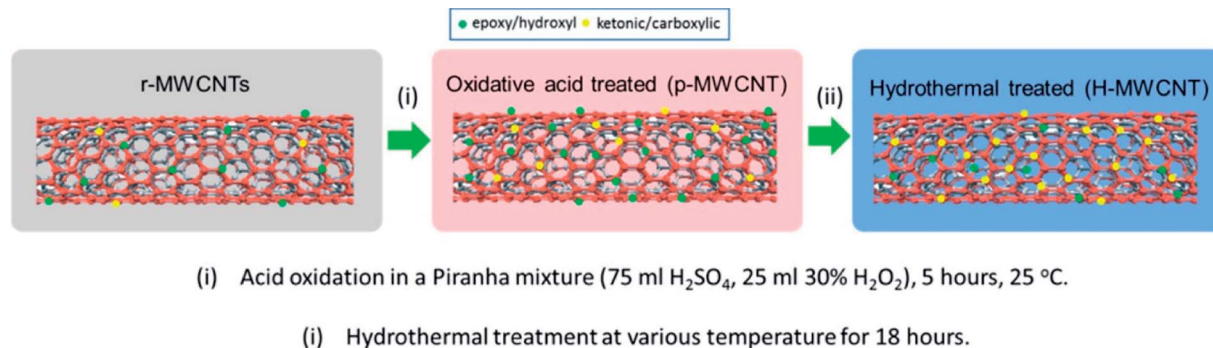 epoxy/hydroxyl ketonic/carboxylic
r-MWCNTs
(i)
Oxidative acid treated (p-MWCNT)
(ii)
Hydrothermal treated (H-MWCNT)
(i) Acid oxidation in a Piranha mixture (75 ml H₂SO₄, 25 ml 30% H₂O₂), 5 hours, 25 °C.
(i) Hydrothermal treatment at various temperature for 18 hours.